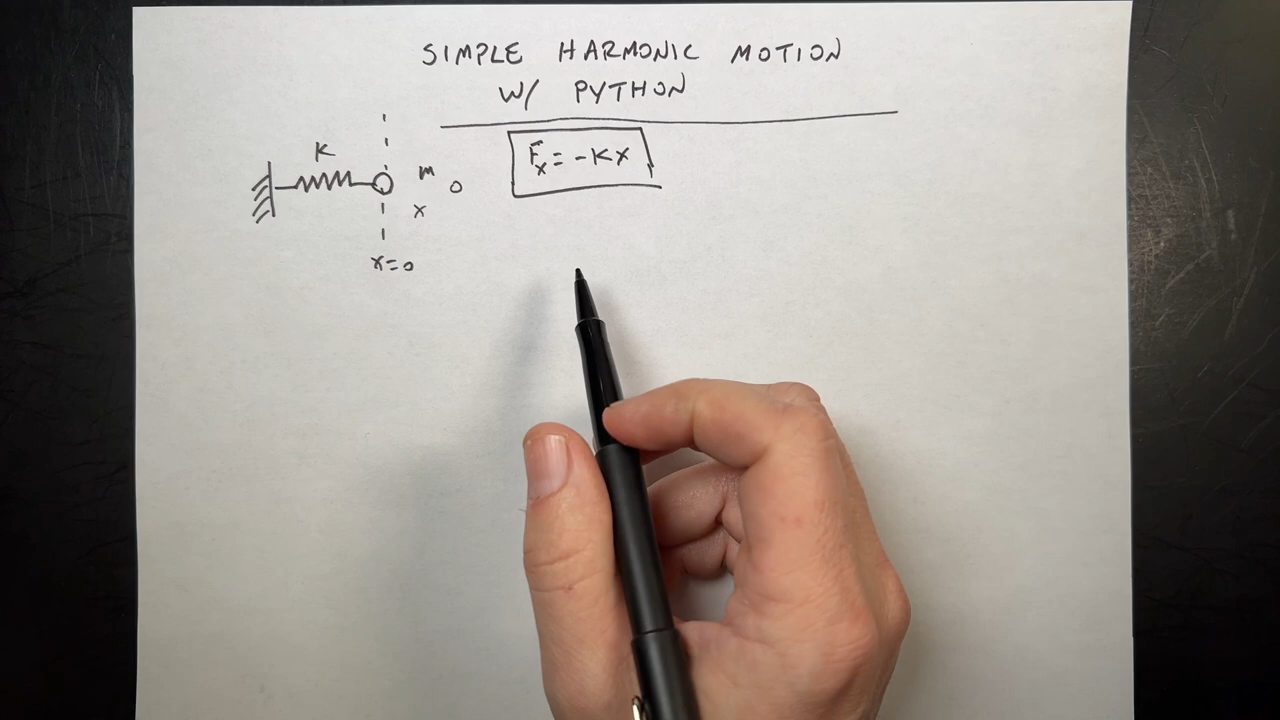 SIMPLE HARMONIC MOTION
W/ PYTHON
K
m
x
x=0
Fx = -Kx